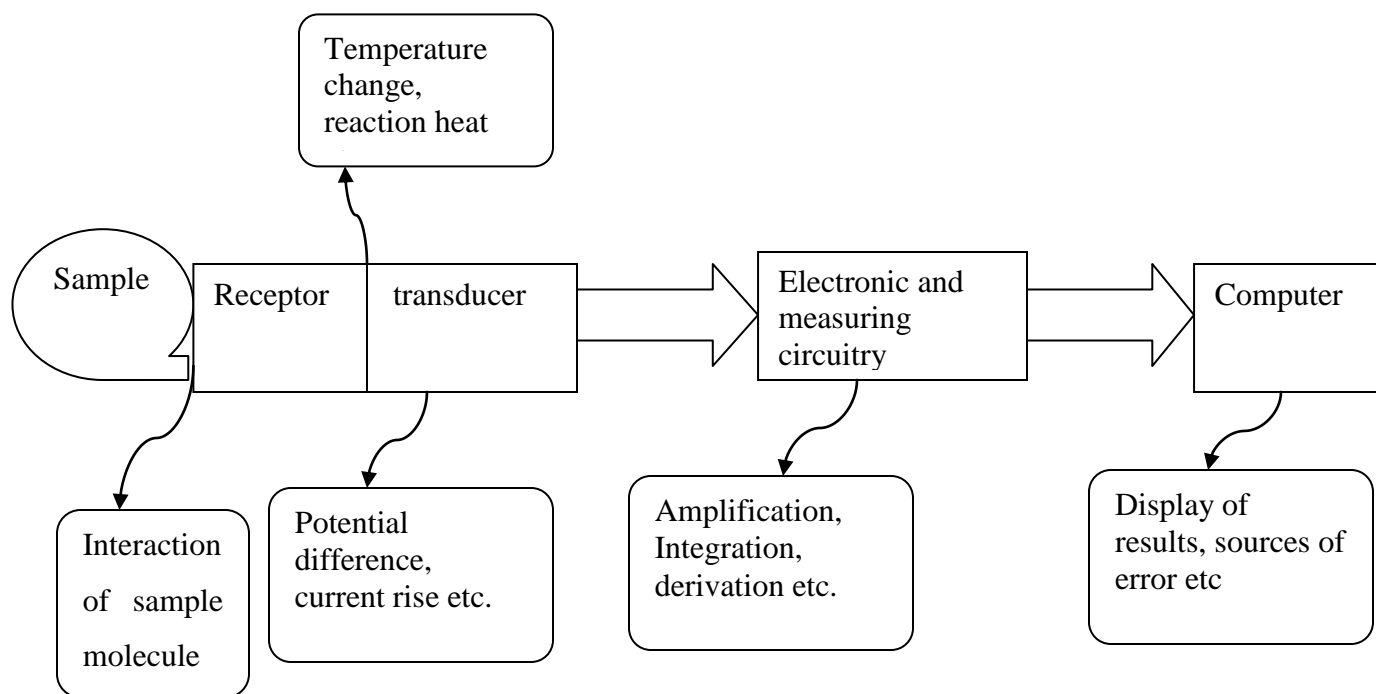 Temperature
change,
reaction heat
Sample
Receptor
transducer
Electronic and
measuring
circuitry
Computer
Interaction
of sample
molecule
Potential
difference,
current rise etc.
Amplification,
Integration,
derivation etc.
Display of
results, sources of
error etc